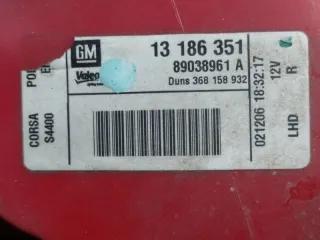 GM
13 186 351
Valeo
89038961 A
Duns 368 158 932
CORSA
S4400
021206 18:32:17
12V
R
LHD